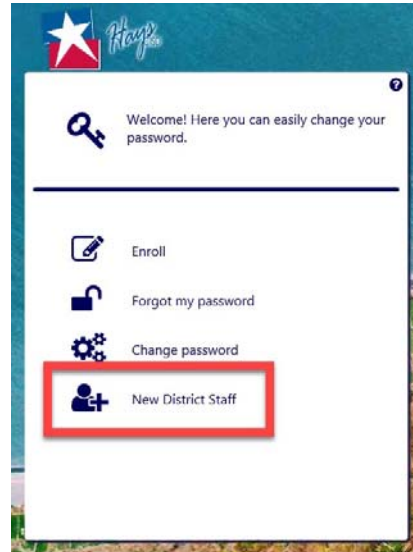 Hays
Welcome! Here you can easily change your
password.
Enroll
Forgot my password
Change password
New District Staff